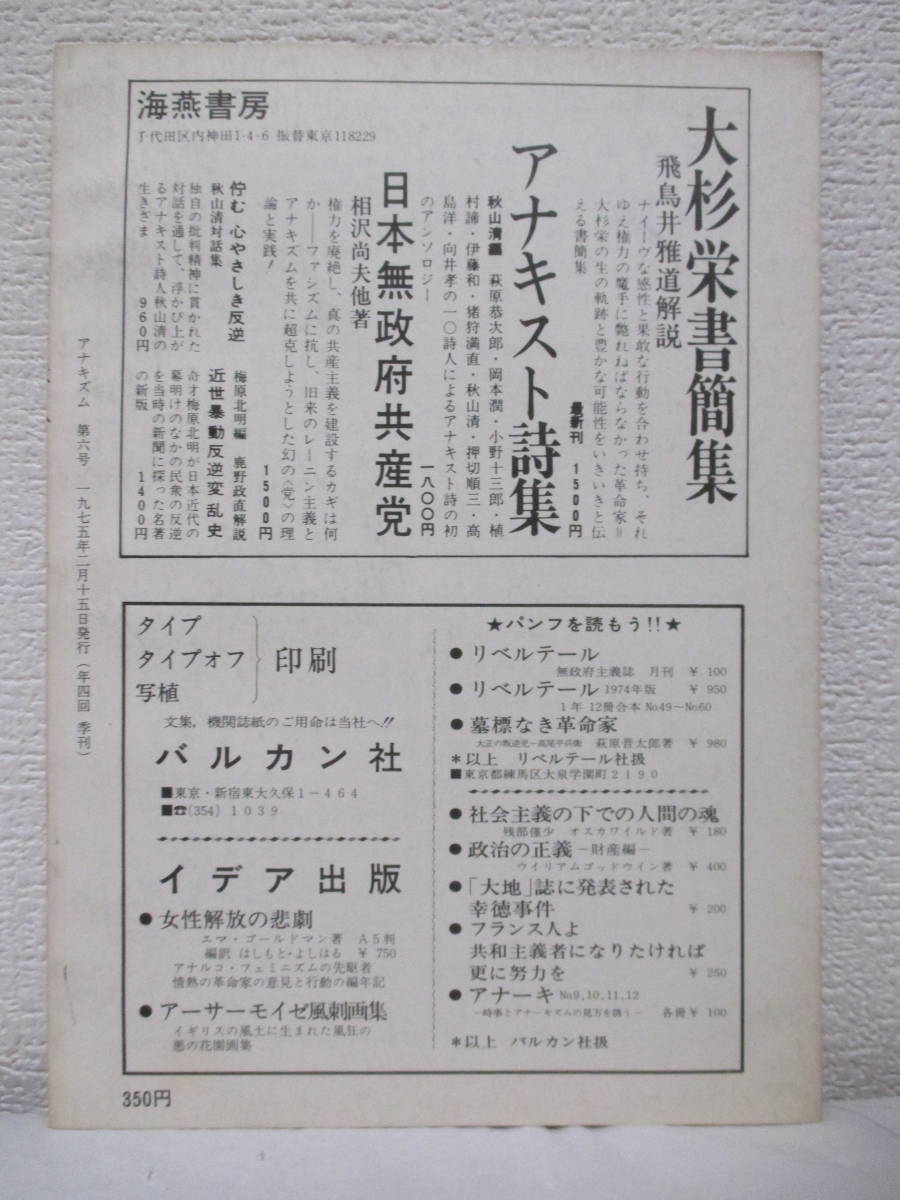 大杉栄書簡集
飛鳥井雅道解説
ナイーヴな感性と果敢な行動を合わせ持ち、それ
ゆえ権力の魔手に斃れねばならなかった革命家=
大杉栄の生の軌跡と豊かな可能性をいきいきと伝
える書簡集
最新刊 1500円
アナキスト詩集
秋山清編 萩原恭次郎・岡本潤・小野十三郎・植
村諦・伊藤和・猪狩満直・秋山清・押切順三・高
島洋・向井孝の一〇詩人によるアナキスト詩の初
のアンソロジー 一八〇〇円
日本無政府共産党
相沢尚夫他著
権力を廃絶し、真の共産主義を建設するカギは何
か――ファシズムに抗し、旧来のレーニン主義と
アナキズムを共に超克しようとした幻の〈党〉の理
論と実践! 1500円
海燕書房
千代田区内神田1-4-6 振替東京118229
佇む 心やさしき反逆
秋山清対話集
独自の批判精神に貫かれた
対話を通して、浮かび上が
るアナキスト詩人秋山清の
生きざま 960円
梅原北明編 鹿野政直解説
近世暴動反逆変乱史
奇才梅原北明が日本近代の
幕明けのなかの民衆の反逆
を当時の新聞に探った名著
の新版 1400円
アナキズム 第六号 一九七五年二月十五日発行(年四回 季刊)
タイプ
タイプオフ
写植
印刷
文集,機関誌紙のご用命は当社へ!!
バルカン社
■東京・新宿東大久保1-464
■☎(354)1039
イデア出版
●女性解放の悲劇
エマ・ゴールドマン著 A5判
編訳 はしもと・よしはる ¥750
アナルコ・フェミニズムの先駆者
情熱の革命家の意見と行動の編年記
●アーサーモイゼ風刺画集
イギリスの風土に生まれた風狂の
悪の花園画集
★パンフを読もう!!★
●リベルテール
無政府主義誌 月刊 ¥100
●リベルテール 1974年版 ¥950
1年 12冊合本 No.49~No.60
●墓標なき革命家
大正の叛逆児―高尾平兵衛 萩原晋太郎著 ¥980
*以上 リベルテール社扱
■東京都練馬区大泉学園町2190
●社会主義の下での人間の魂
残部僅少 オスカワイルド著 ¥180
●政治の正義-財産編-
ウイリアムゴッドウイン著 ¥400
●「大地」誌に発表された
幸徳事件 ¥200
●フランス人よ
共和主義者になりたければ
更に努力を ¥250
●アナーキ No.9,10,11,12
-時事とアナーキズムの見方を識う- 各冊¥100
*以上 バルカン社扱
350円